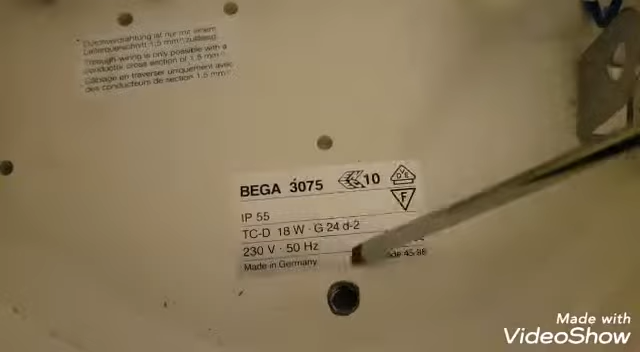 Durchverdrahtung ist nur mit einem
Leiterquerschnitt 1,5 mm² zulässig
Through-wiring is only possible with a
conductor cross section of 1.5 mm²
Câblage en traverser uniquement avec
des conducteurs de section 1.5 mm²
BEGA 3075 10
IP 55
TC-D 18 W · G 24 d-2
230 V · 50 Hz
Made in Germany
F
Made with
VideoShow